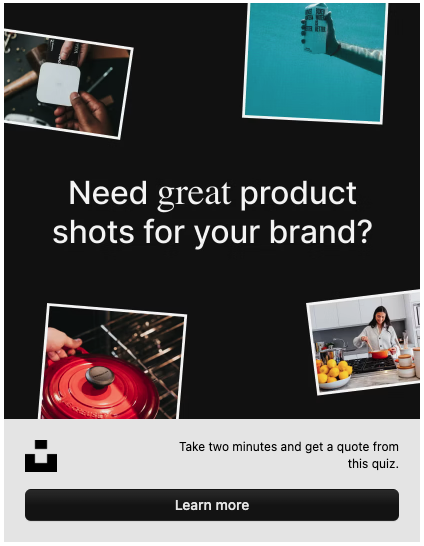 Need great product
shots for your brand?
Take two minutes and get a quote from
this quiz.
Learn more